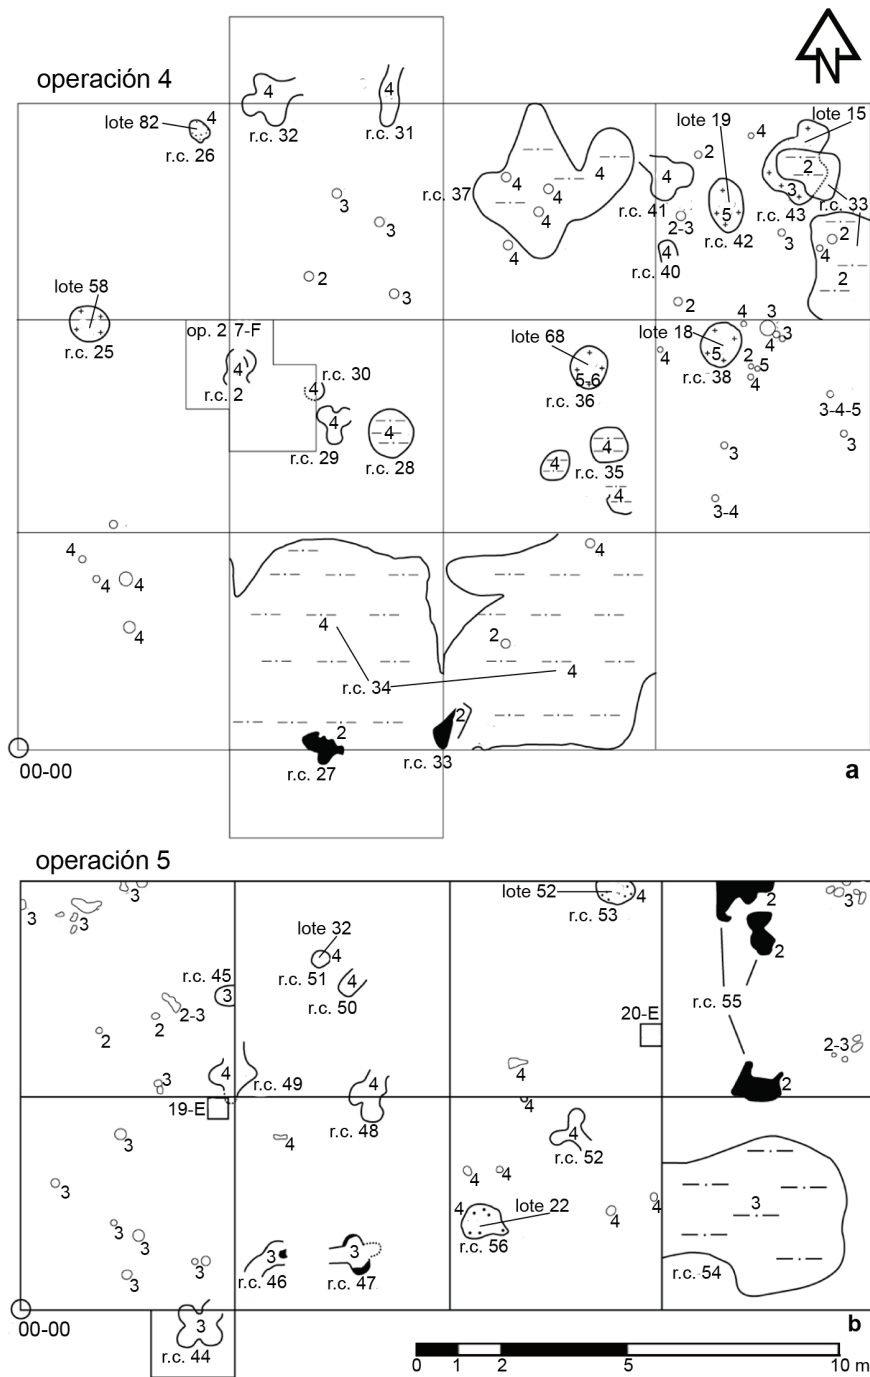 operación 4
N
lote 82
4
r.c. 26
4
r.c. 32
4
r.c. 31
3
3
2
3
r.c. 37
4
4
4
4
4
4
r.c. 41
2
4
lote 19
5
r.c. 42
2-3
4
r.c. 40
2
lote 15
2
3
r.c. 43
r.c. 33
3
2
4
2
lote 58
r.c. 25
op. 2 7-F
4
r.c. 2
r.c. 30
4
4
r.c. 29
4
r.c. 28
lote 68
5-6
r.c. 36
4
4
r.c. 35
4
4
lote 18
5
r.c. 38
4
3
3
4
2
5
4
3-4-5
3
3
3-4
4
4
4
4
4
4
2
r.c. 34
4
2
r.c. 27
2
r.c. 33
00-00
a
operación 5
3
3
3
r.c. 45
3
2-3
2
2
3
4
r.c. 49
19-E
lote 32
4
r.c. 51
4
r.c. 50
4
r.c. 48
lote 52
4
r.c. 53
20-E
4
2
2
r.c. 55
2
3
2-3
3
3
3
3
3
3
4
3
r.c. 46
3
r.c. 47
4
4
r.c. 52
4
4
4
lote 22
r.c. 56
4
4
3
r.c. 54
00-00
3
r.c. 44
b
0 1 2 5 10 m